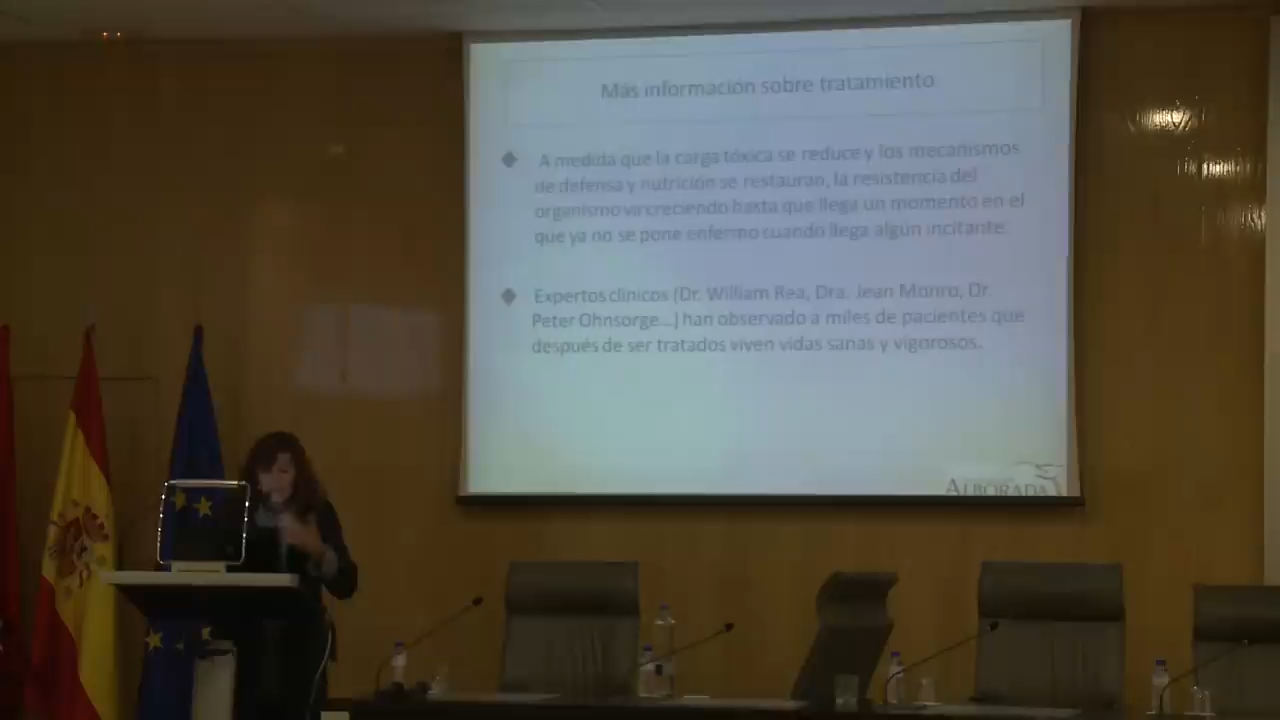 Más información sobre tratamiento
A medida que la carga tóxica se reduce y los mecanismos
de defensa y nutrición se restauran, la resistencia del
organismo va creciendo hasta que llega un momento en el
que ya no se pone enfermo cuando llega algún incitante
Expertos clínicos (Dr. William Rea, Dra. Jean Monro, Dr.
Peter Ohnsorge...) han observado a miles de pacientes que
después de ser tratados viven vidas sanas y vigorosos.
ALBORADA